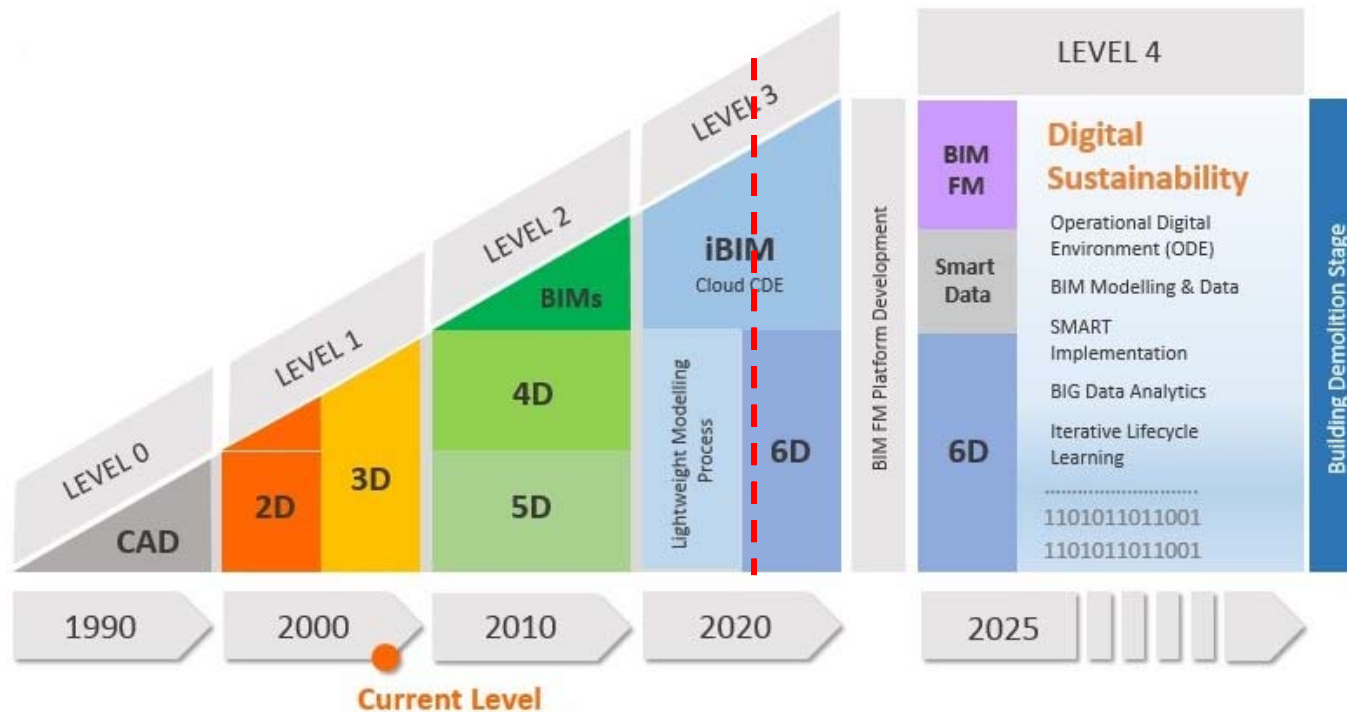 LEVEL 0
LEVEL 1
LEVEL 2
LEVEL 3
LEVEL 4
CAD
2D
3D
BIMs
4D
5D
iBIM
Cloud CDE
Lightweight Modelling
Process
6D
BIM FM Platform Development
BIM
FM
Smart
Data
6D
Digital
Sustainability
Operational Digital
Environment (ODE)
BIM Modelling & Data
SMART
Implementation
BIG Data Analytics
Iterative Lifecycle
Learning
1101011011001
1101011011001
Building Demolition Stage
1990
2000
2010
2020
2025
Current Level